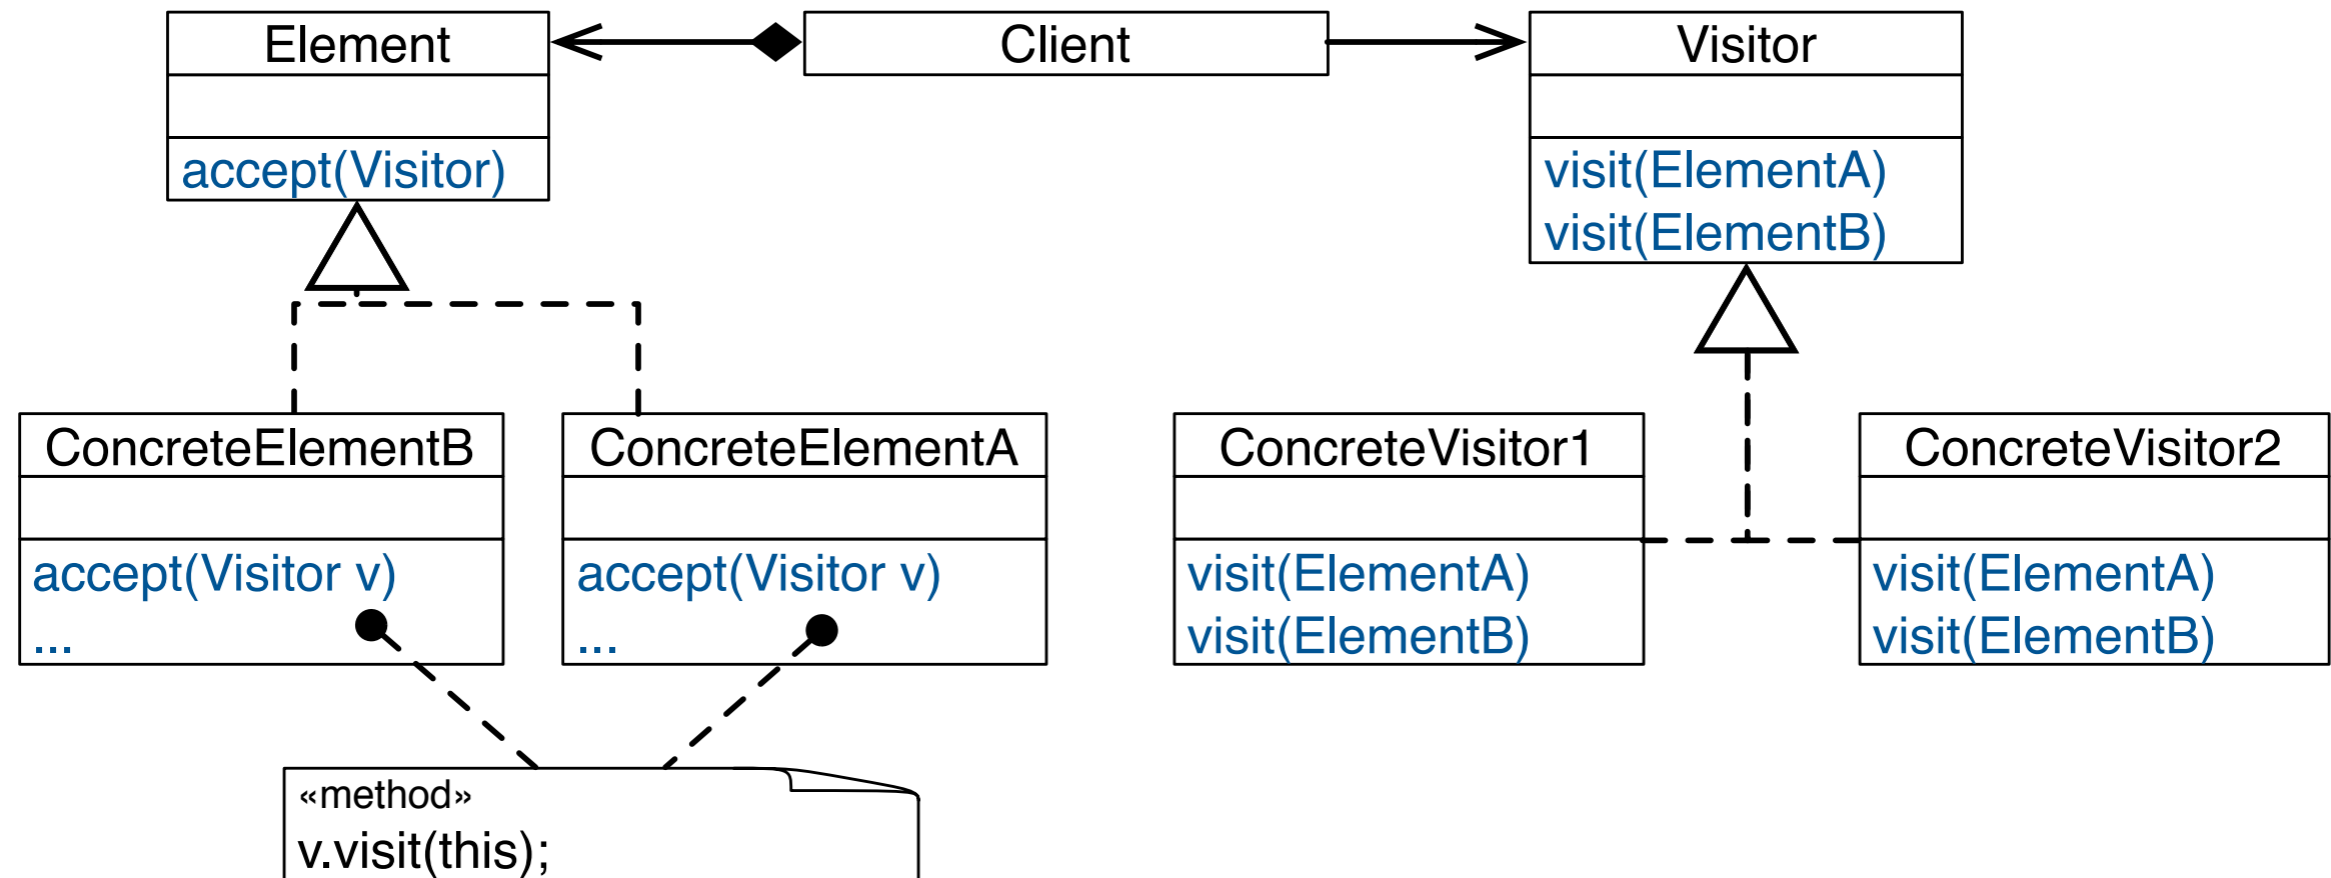 Element
accept(Visitor)
Client
Visitor
visit(ElementA)
visit(ElementB)
ConcreteElementB
accept(Visitor v)
...
ConcreteElementA
accept(Visitor v)
...
ConcreteVisitor1
visit(ElementA)
visit(ElementB)
ConcreteVisitor2
visit(ElementA)
visit(ElementB)
«method»
v.visit(this);